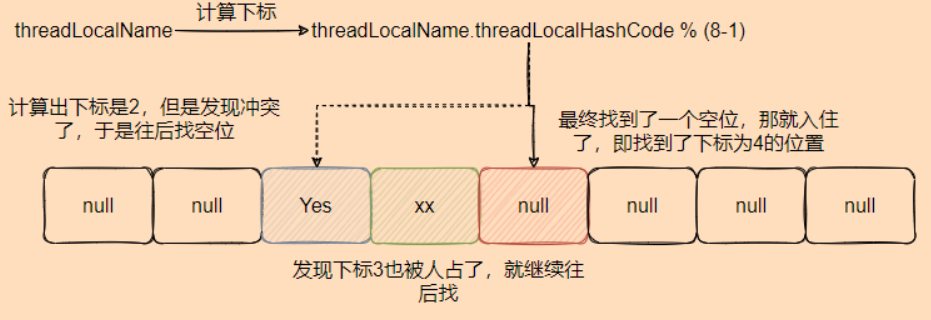 计算下标
threadLocalName
threadLocalName.threadLocalHashCode % (8-1)
计算出下标是2，但是发现冲突
了，于是往后找空位
最终找到了一个空位，那就入住
了，即找到了下标为4的位置
null
null
Yes
xx
null
null
null
null
发现下标3也被人占了，就继续往
后找